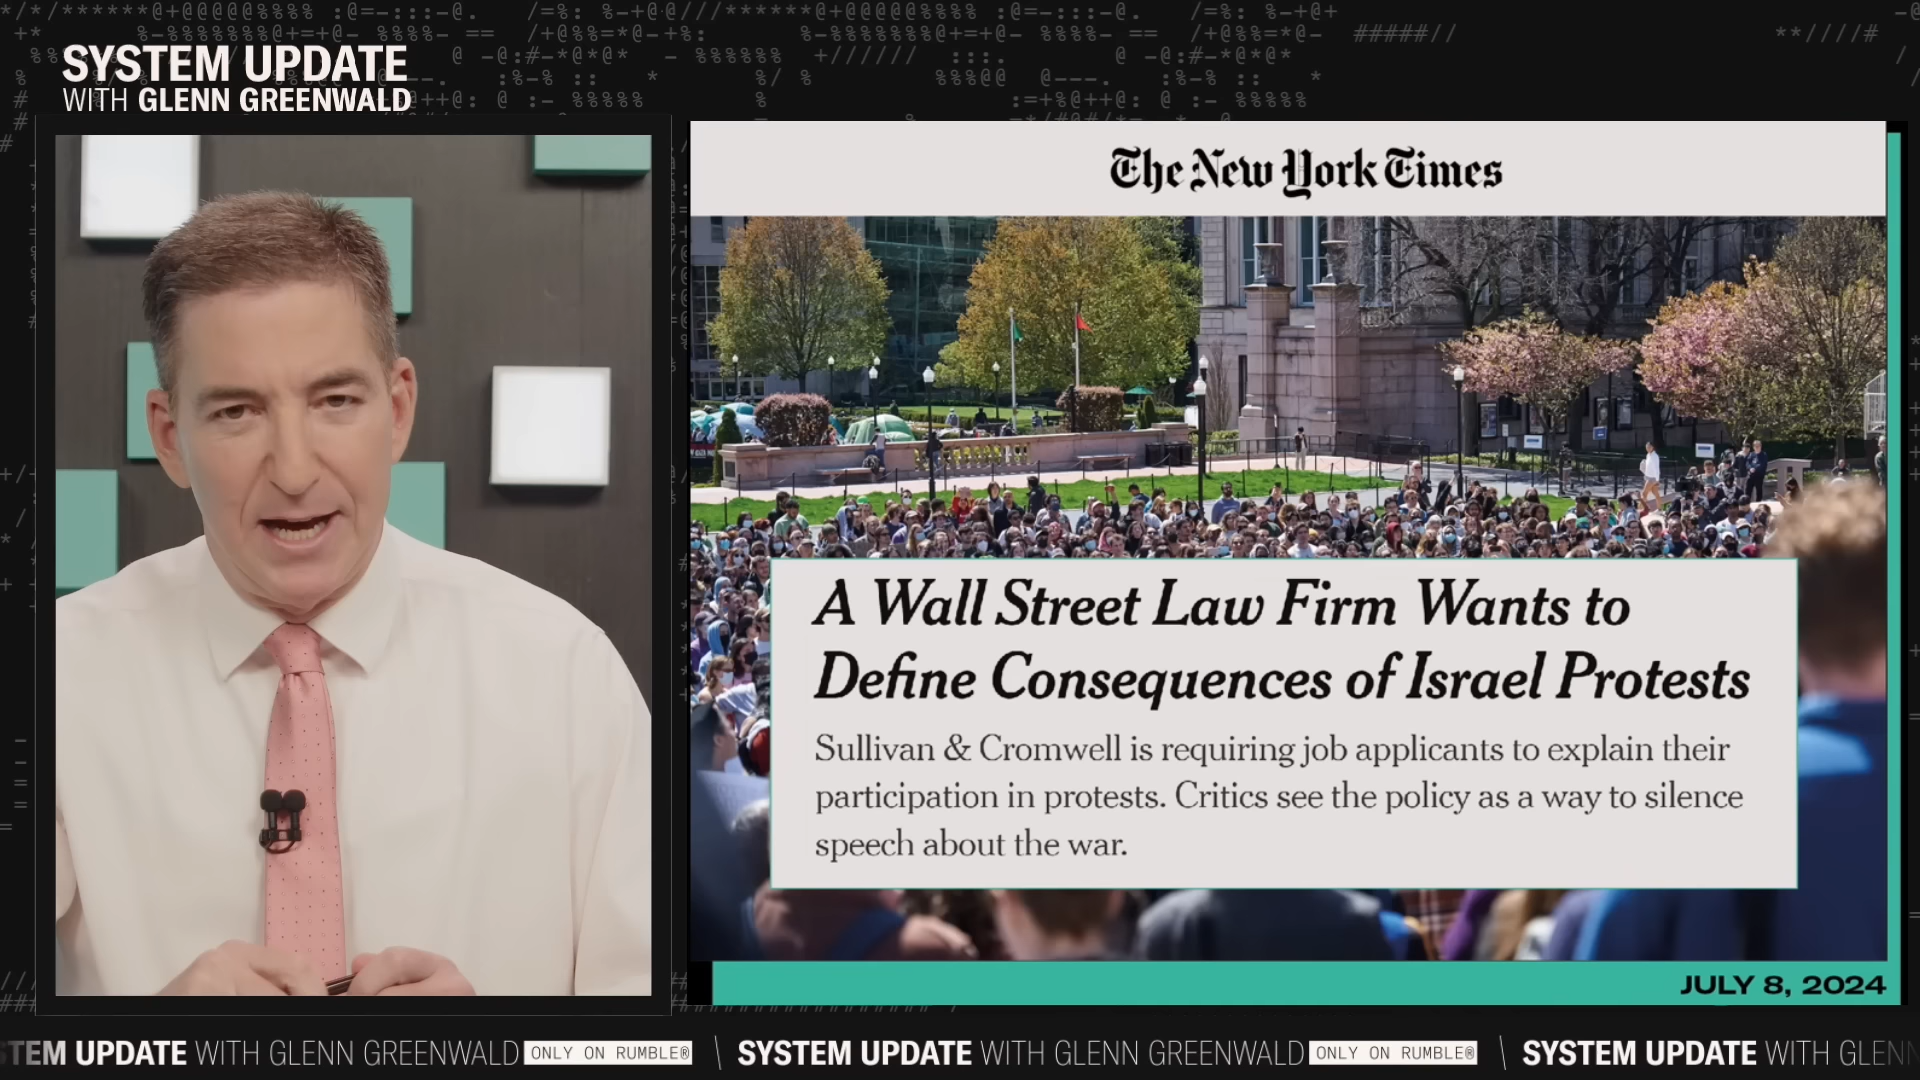 SYSTEM UPDATE
WITH GLENN GREENWALD
The New York Times
A Wall Street Law Firm Wants to
Define Consequences of Israel Protests
Sullivan & Cromwell is requiring job applicants to explain their
participation in protests. Critics see the policy as a way to silence
speech about the war.
JULY 8, 2024
STEM UPDATE WITH GLENN GREENWALD ONLY ON RUMBLE® \ SYSTEM UPDATE WITH GLENN GREENWALD ONLY ON RUMBLE® \ SYSTEM UPDATE WITH GLENN